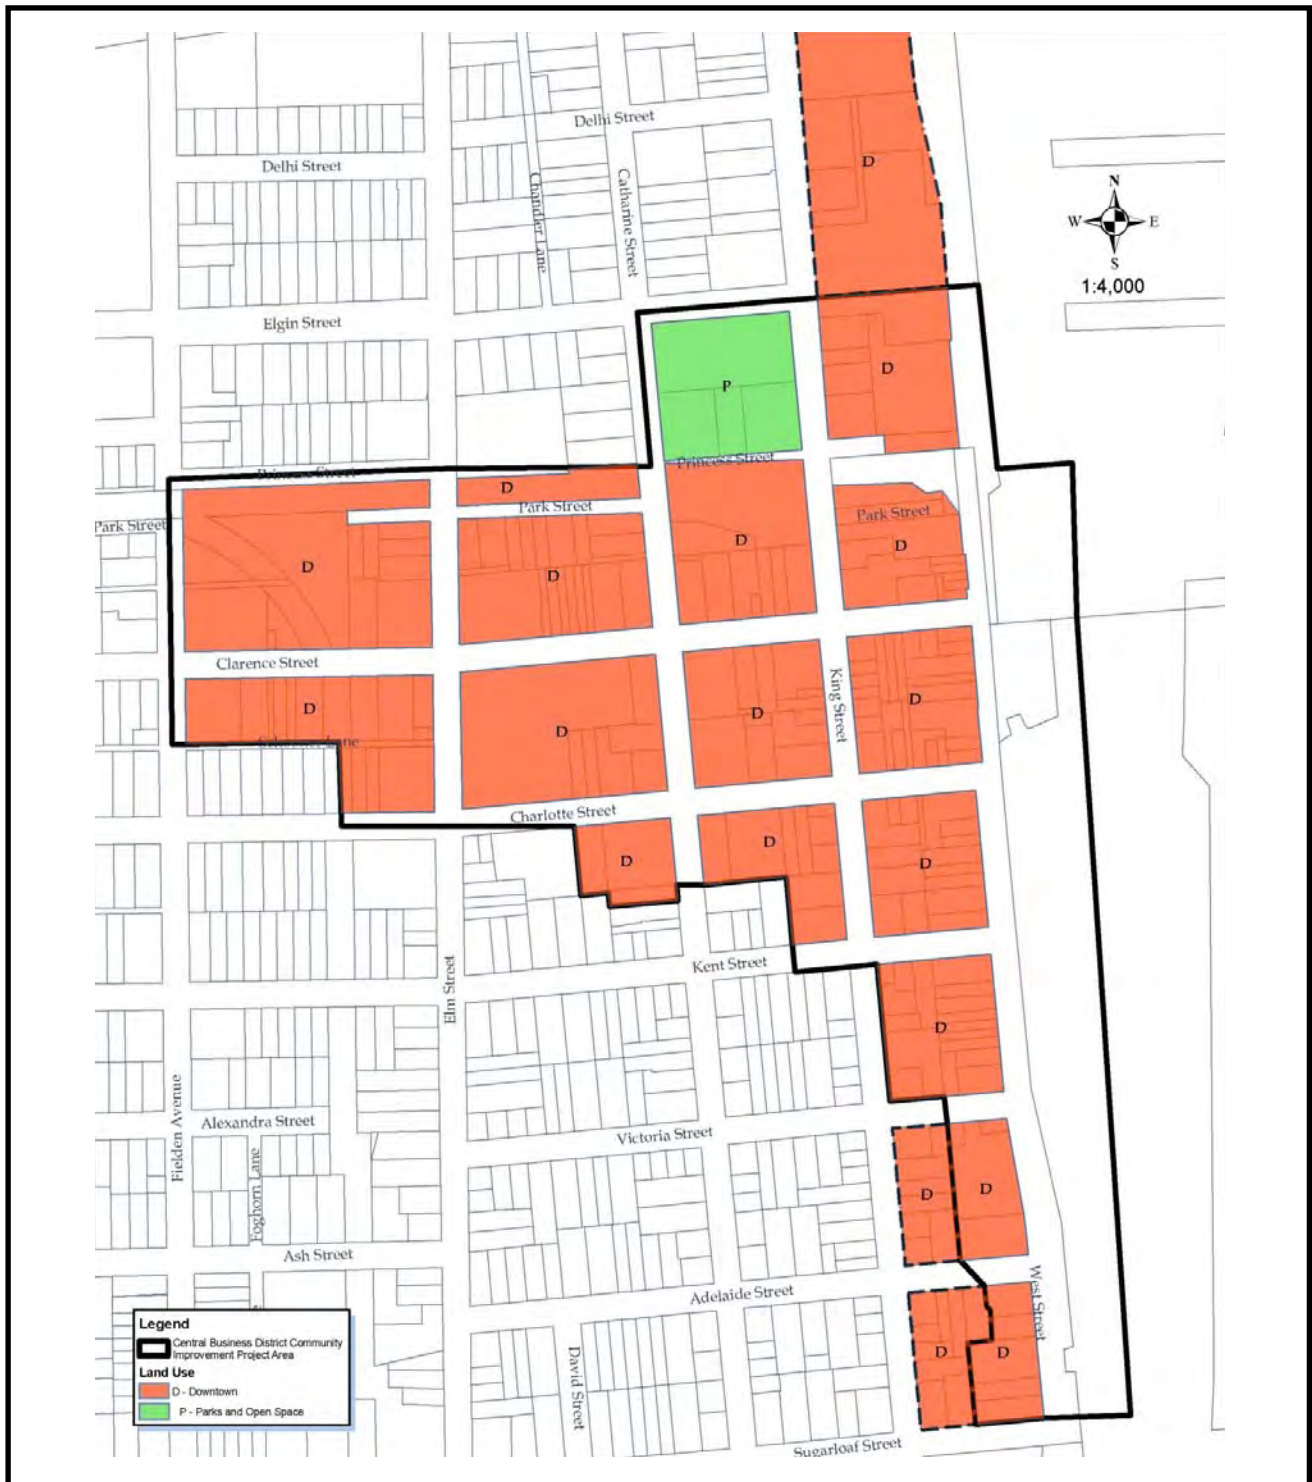 Delhi Street
Delhi Street
Chandler Lane
Catharine Street
D
N
W E
S
1:4,000
Elgin Street
D
P
Princess Street
Princess Street
D
Park Street
Park Street
Park Street
D
D
D
D
Clarence Street
King Street
D
D
D
D
Charlotte Street
D
D
D
Kent Street
Elm Street
D
Fielden Avenue
Alexandra Street
Victoria Street
Foghorn Lane
D
D
Ash Street
West Street
Adelaide Street
D
D
David Street
Sugarloaf Street
Legend
Central Business District Community
Improvement Project Area
Land Use
D - Downtown
P - Parks and Open Space